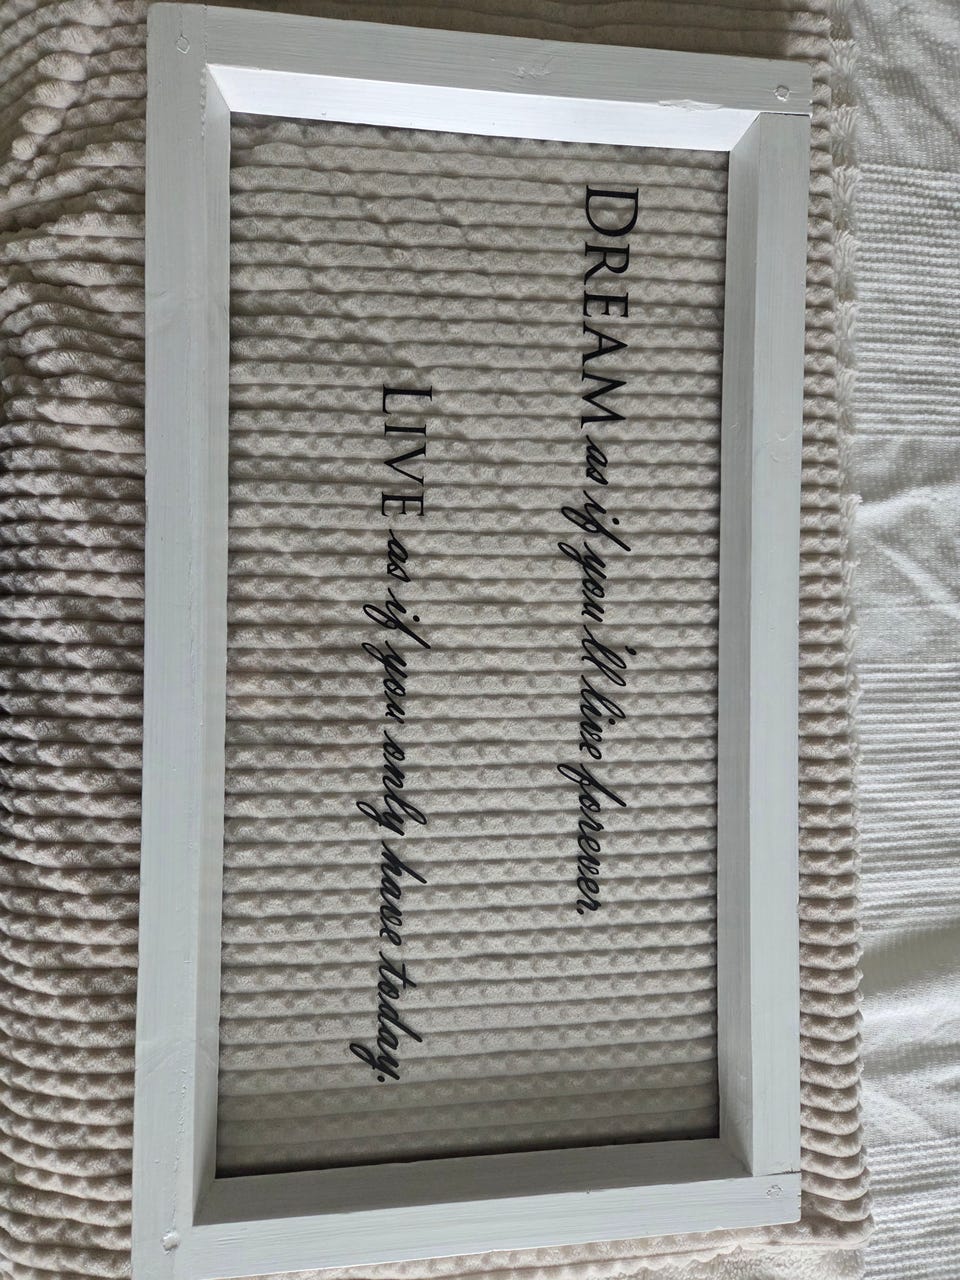 DREAM as if you'll live forever.
LIVE as if you only have today.